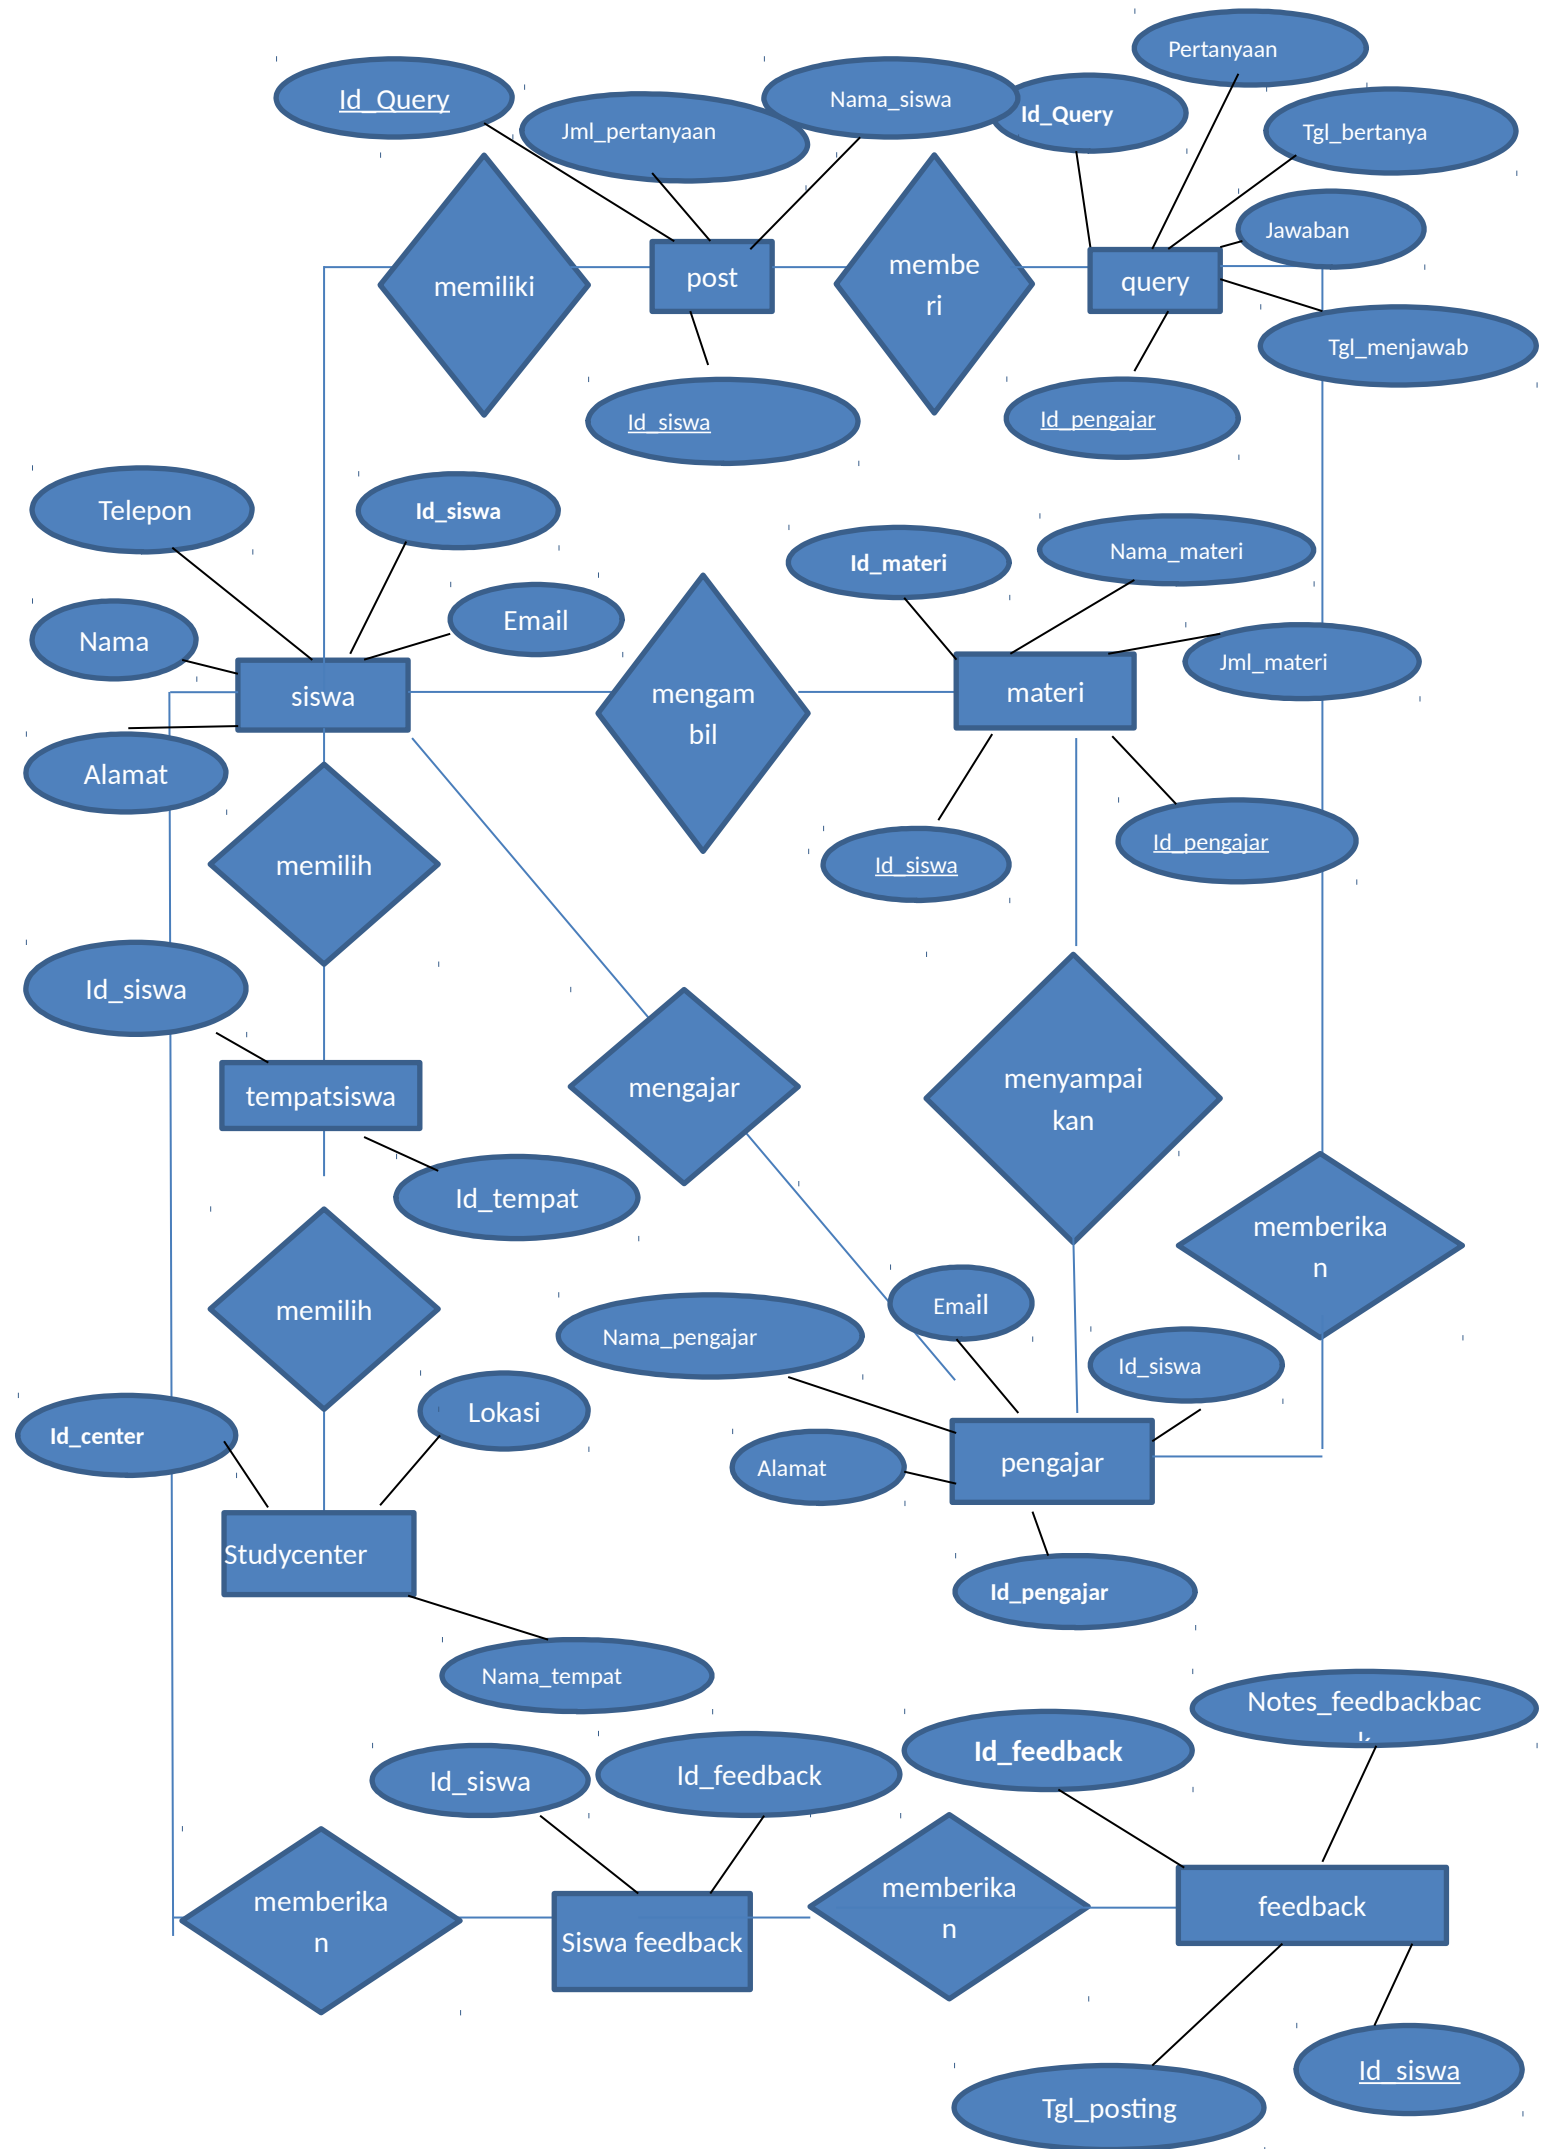 Pertanyaan
Id_Query
Nama_siswa
Id_Query
Jml_pertanyaan
Tgl_bertanya
Jawaban
memiliki
post
membe
ri
query
Tgl_menjawab
Id_siswa
Id_pengajar
Telepon
Id_siswa
Id_materi
Nama_materi
Nama
Email
Jml_materi
siswa
mengam
bil
materi
Alamat
memilih
Id_siswa
Id_pengajar
Id_siswa
tempatsiswa
mengajar
menyampai
kan
Id_tempat
memberika
n
memilih
Nama_pengajar
Email
Id_siswa
Id_center
Lokasi
Alamat
pengajar
Studycenter
Id_pengajar
Nama_tempat
Notes_feedbackbac
k
Id_siswa
Id_feedback
Id_feedback
memberika
n
Siswa feedback
memberika
n
feedback
Id_siswa
Tgl_posting